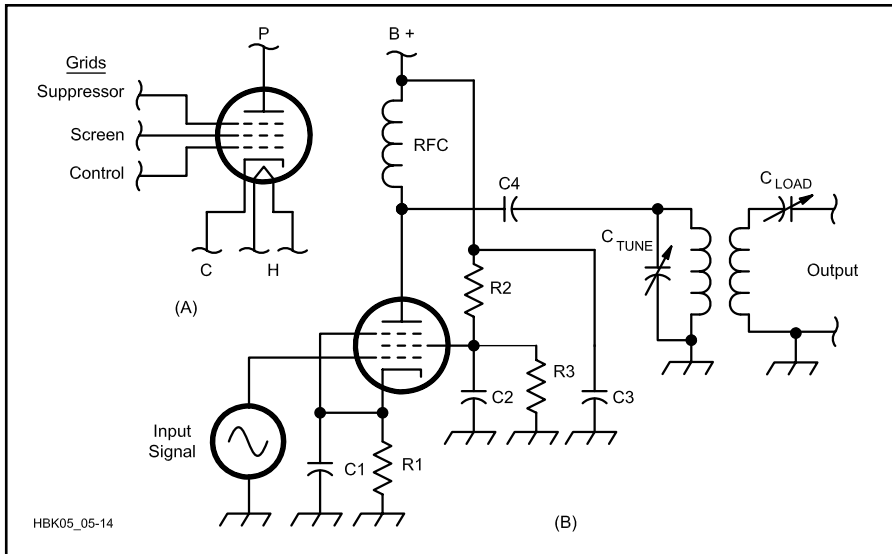 P
Grids
Suppressor
Screen
Control
C H
(A)
B +
RFC
C4
C TUNE
C LOAD
Output
R2
R3
C2
C3
Input
Signal
C1
R1
HBK05_05-14
(B)